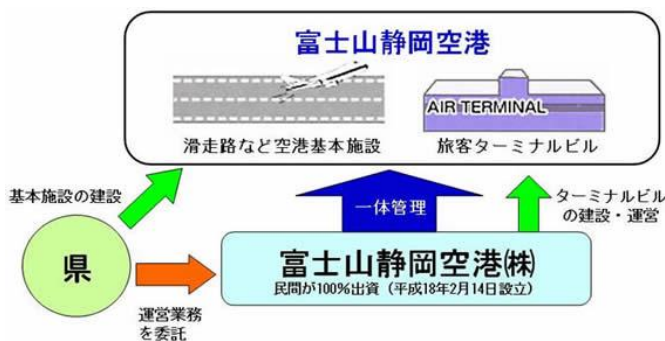 富士山静岡空港
AIR TERMINAL
滑走路など空港基本施設
旅客ターミナルビル
基本施設の建設
一体管理
ターミナルビル
の建設・運営
県
富士山静岡空港㈱
民間が100%出資（平成18年2月14日設立）
運営業務
を委託